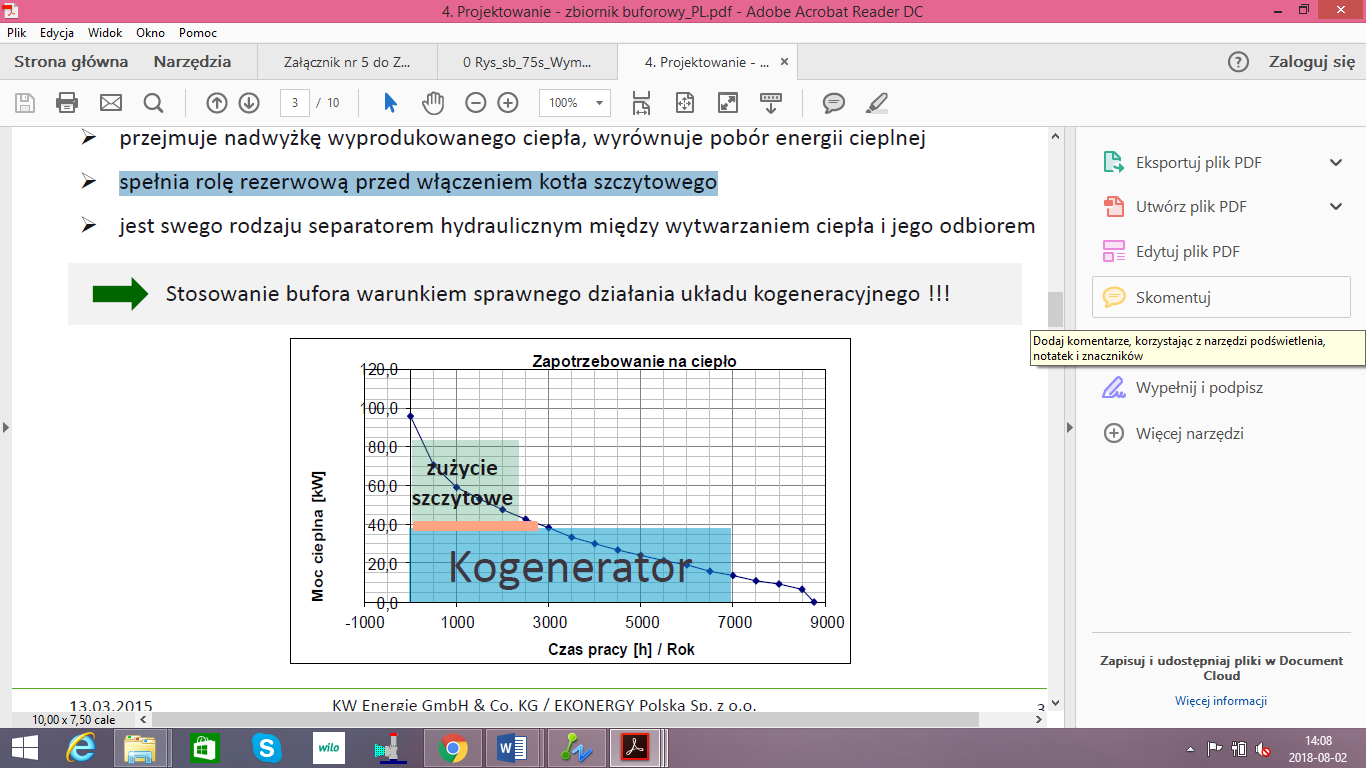 4. Projektowanie - zbiornik buforowy_PL.pdf - Adobe Acrobat Reader DC
Plik Edycja Widok Okno Pomoc
Strona główna Narzędzia Załącznik nr 5 do Z... 0 Rys_sb_75s_Wym... 4. Projektowanie - ... × ? Zaloguj się
3 / 10 100%
przejmuje nadwyżkę wyprodukowanego ciepła, wyrównuje pobór energii cieplnej
spełnia rolę rezerwową przed włączeniem kotła szczytowego
jest swego rodzaju separatorem hydraulicznym między wytwarzaniem ciepła i jego odbiorem
Stosowanie bufora warunkiem sprawnego działania układu kogeneracyjnego !!!
Zapotrzebowanie na ciepło
120,0
100,0
80,0
60,0
40,0
20,0
0,0
Moc cieplna [kW]
zużycie
szczytowe
Kogenerator
-1000 1000 3000 5000 7000 9000
Czas pracy [h] / Rok
13.03.2015 KW Energie GmbH & Co. KG / EKONERGY Polska Sp. z o.o. 3
10,00 x 7,50 cale
Eksportuj plik PDF
Utwórz plik PDF
Edytuj plik PDF
Skomentuj
Dodaj komentarze, korzystając z narzędzi podświetlenia,
notatek i znaczników
Wypełnij i podpisz
Więcej narzędzi
Zapisuj i udostępniaj pliki w Document
Cloud
Więcej informacji
wilo
14:08
2018-08-02